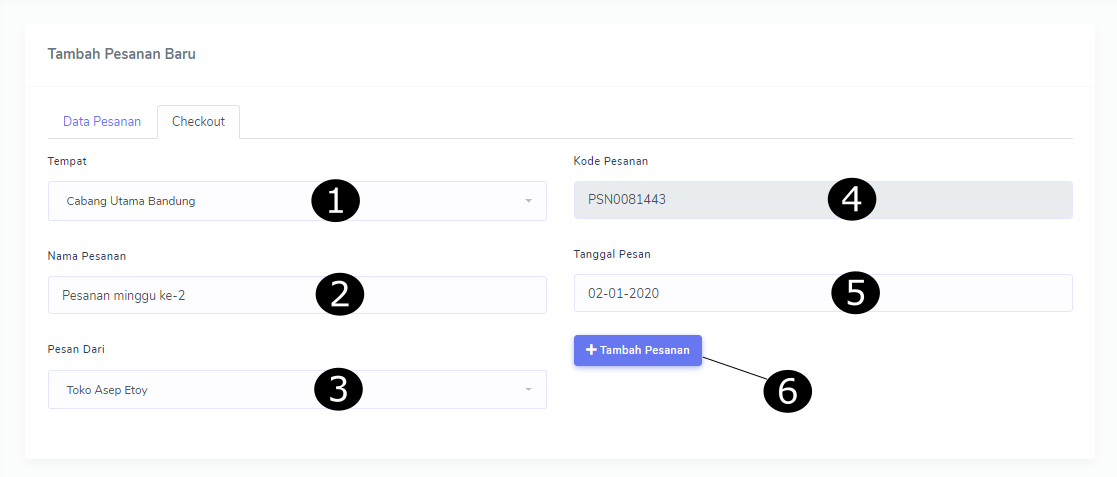 Tambah Pesanan Baru
Data Pesanan Checkout
Tempat
Cabang Utama Bandung
1
Nama Pesanan
Pesanan minggu ke-2
2
Pesan Dari
Toko Asep Etoy
3
Kode Pesanan
PSN0081443
4
Tanggal Pesan
02-01-2020
5
+ Tambah Pesanan
6